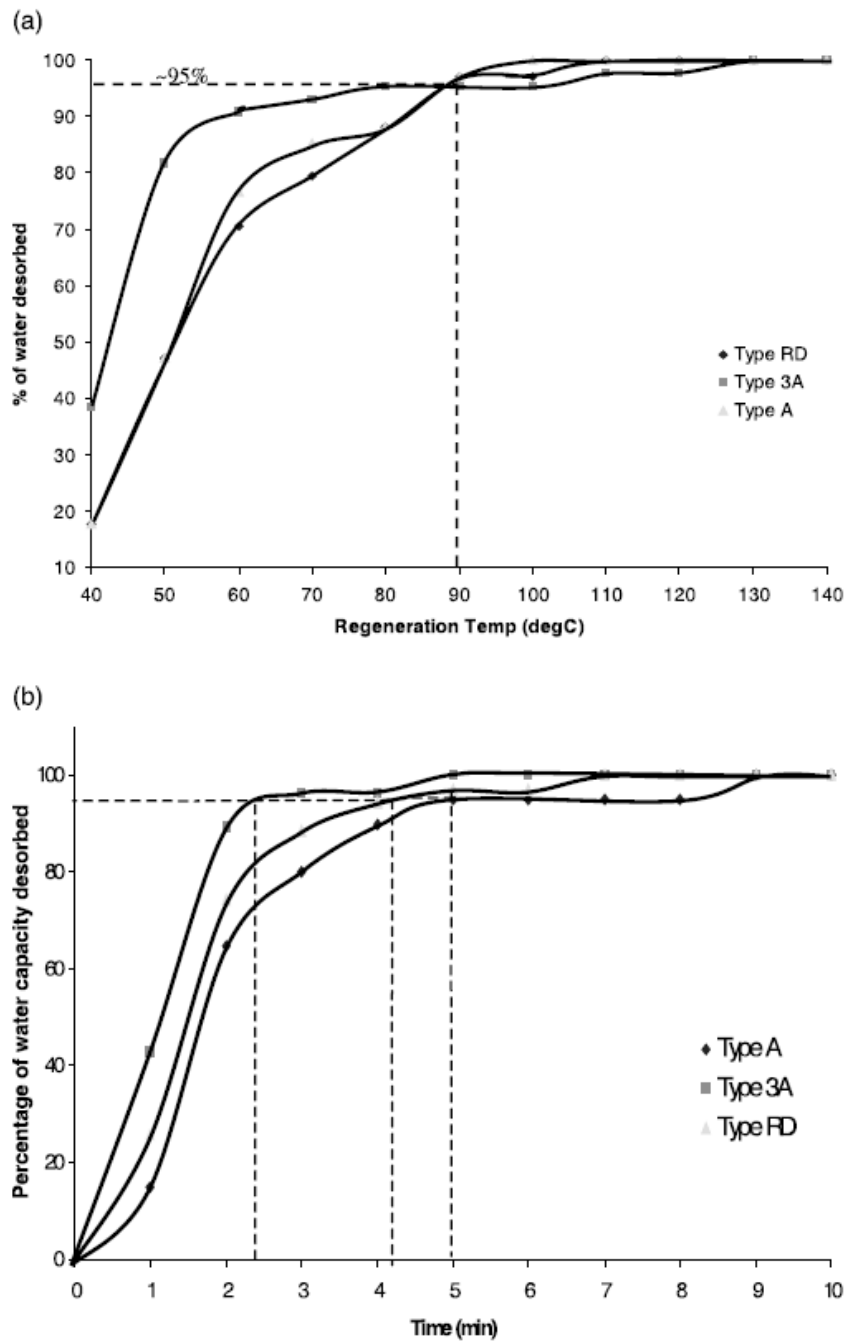 (a)
100
~95%
90
80
70
60
50
40
30
20
10
% of water desorbed
Type RD
Type 3A
Type A
40 50 60 70 80 90 100 110 120 130 140
Regeneration Temp (degC)
(b)
100
80
60
40
20
0
Percentage of water capacity desorbed
Type A
Type 3A
Type RD
0 1 2 3 4 5 6 7 8 9 10
Time (min)